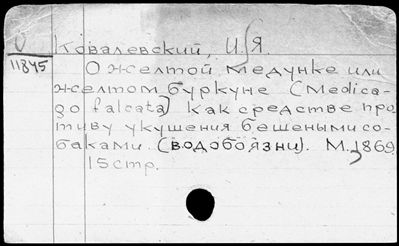 U Ковалевский, И. Я.
11845 О желтой медунке или
желтом буркуне (Medica-
go falcata) как средстве про
тиву укушения бешеными со-
баками. (водобоязни). М., 1869
15 стр.